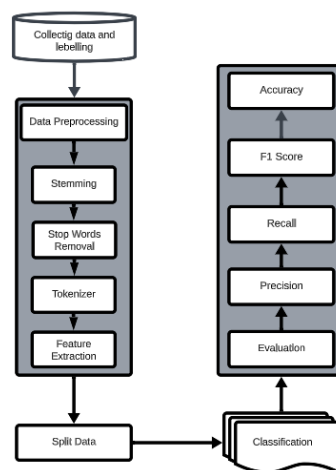 Collectig data and
lebelling
Data Preprocessing
Stemming
Stop Words
Removal
Tokenizer
Feature
Extraction
Split Data
Classification
Evaluation
Precision
Recall
F1 Score
Accuracy